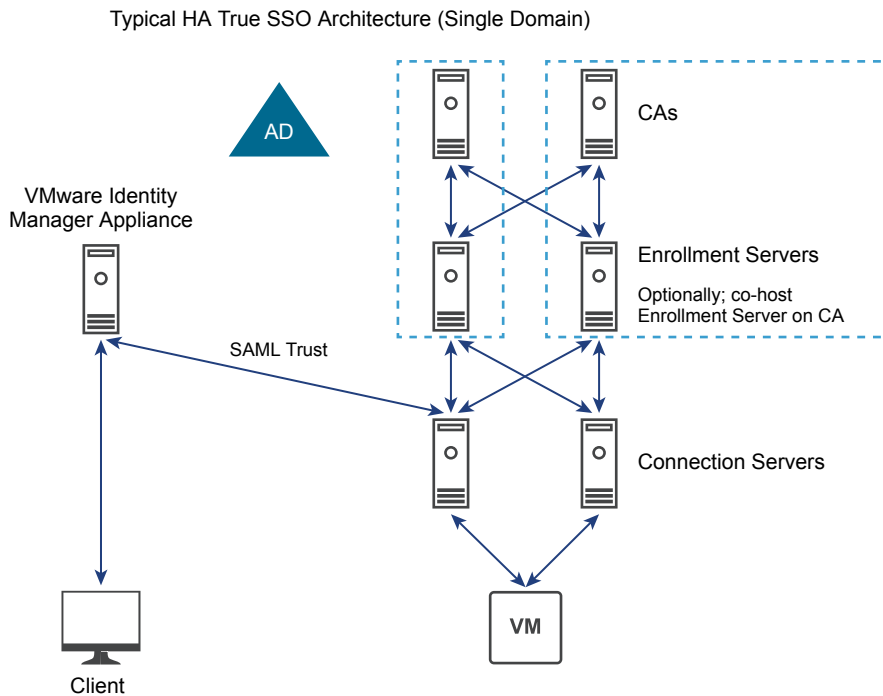 Typical HA True SSO Architecture (Single Domain)
AD
CAs
VMware Identity
Manager Appliance
Enrollment Servers
Optionally; co-host
Enrollment Server on CA
SAML Trust
Connection Servers
VM
Client